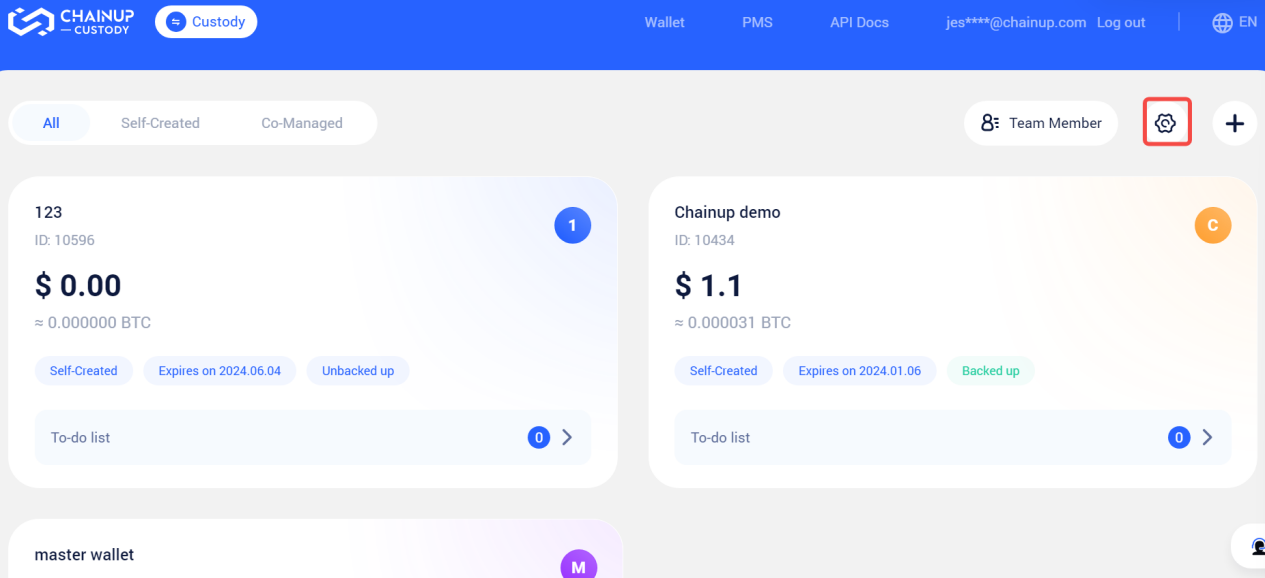 CHAINUP
CUSTODY
Custody
Wallet
PMS
API Docs
jes****@chainup.com
Log out
EN
All
Self-Created
Co-Managed
Team Member
123
1
ID: 10596
$ 0.00
≈ 0.000000 BTC
Self-Created
Expires on 2024.06.04
Unbacked up
To-do list
0
Chainup demo
C
ID: 10434
$ 1.1
≈ 0.000031 BTC
Self-Created
Expires on 2024.01.06
Backed up
To-do list
0
master wallet
M